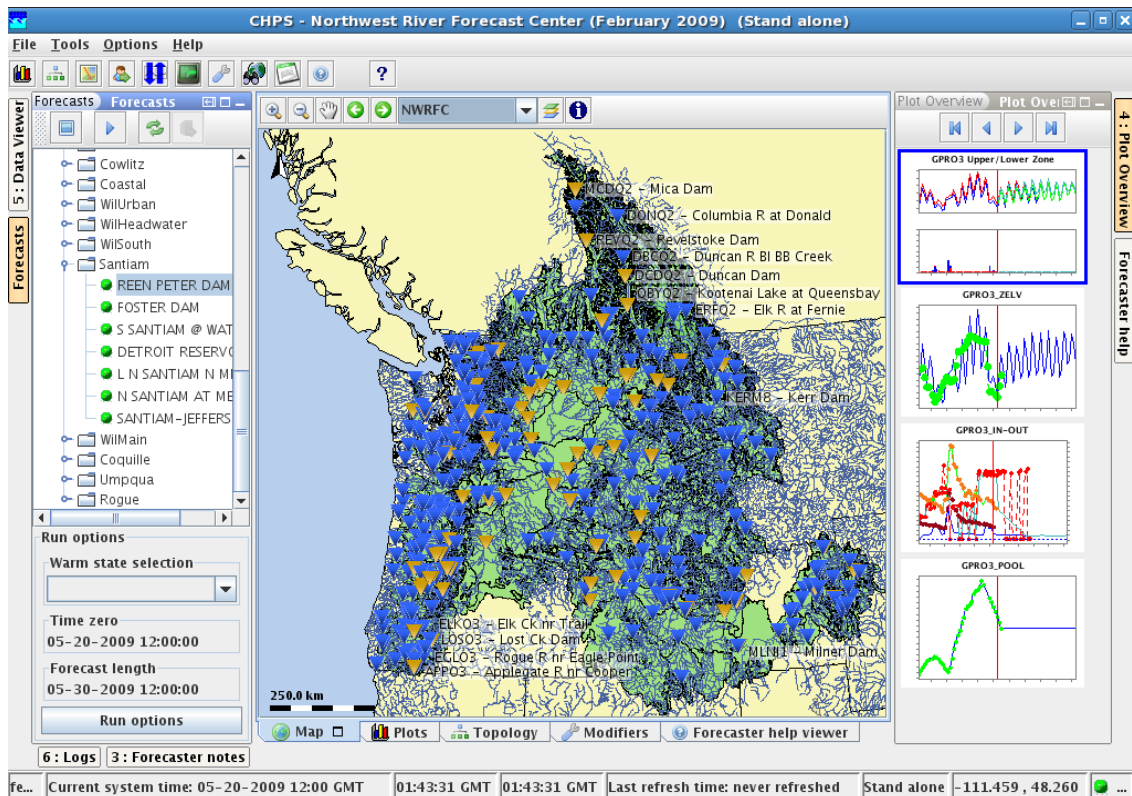 CHPS - Northwest River Forecast Center (February 2009) (Stand alone)
File Tools Options Help
?
5 : Data Viewer
Forecasts
Forecasts Forecasts
Cowlitz
Coastal
WilUrban
WilHeadwater
WilSouth
Santiam
REEN PETER DAM
FOSTER DAM
S SANTIAM @ WAT
DETROIT RESERVO
L N SANTIAM N ME
N SANTIAM AT ME
SANTIAM-JEFFERS
WilMain
Coquille
Umpqua
Rogue
Run options
Warm state selection
Time zero
05-20-2009 12:00:00
Forecast length
05-30-2009 12:00:00
Run options
NWRFC
MCDQ2 - Mica Dam
DONQ2 - Columbia R at Donald
REVQ2 - Revelstoke Dam
DBCQ2 - Duncan R Bl BB Creek
DCDQ2 - Duncan Dam
QBYQ2 - Kootenai Lake at Queensbay
ERFQ2 - Elk R at Fernie
KERM8 - Kerr Dam
ELKO3 - Elk Ck nr Trail
LOSO3 - Lost Ck Dam
EGLO3 - Rogue R nr Eagle Point
APPO3 - Applegate R nr Copper
MLNI1 - Milner Dam
250.0 km
Map
Plots
Topology
Modifiers
Forecaster help viewer
Plot Overview Plot Ove
GPRO3 Upper/Lower Zone
GPRO3_ZELV
GPRO3_IN-OUT
GPRO3_POOL
4 : Plot Overview
Forecaster help
6 : Logs
3 : Forecaster notes
fe... Current system time: 05-20-2009 12:00 GMT 01:43:31 GMT 01:43:31 GMT Last refresh time: never refreshed Stand alone -111.459 , 48.260 ...